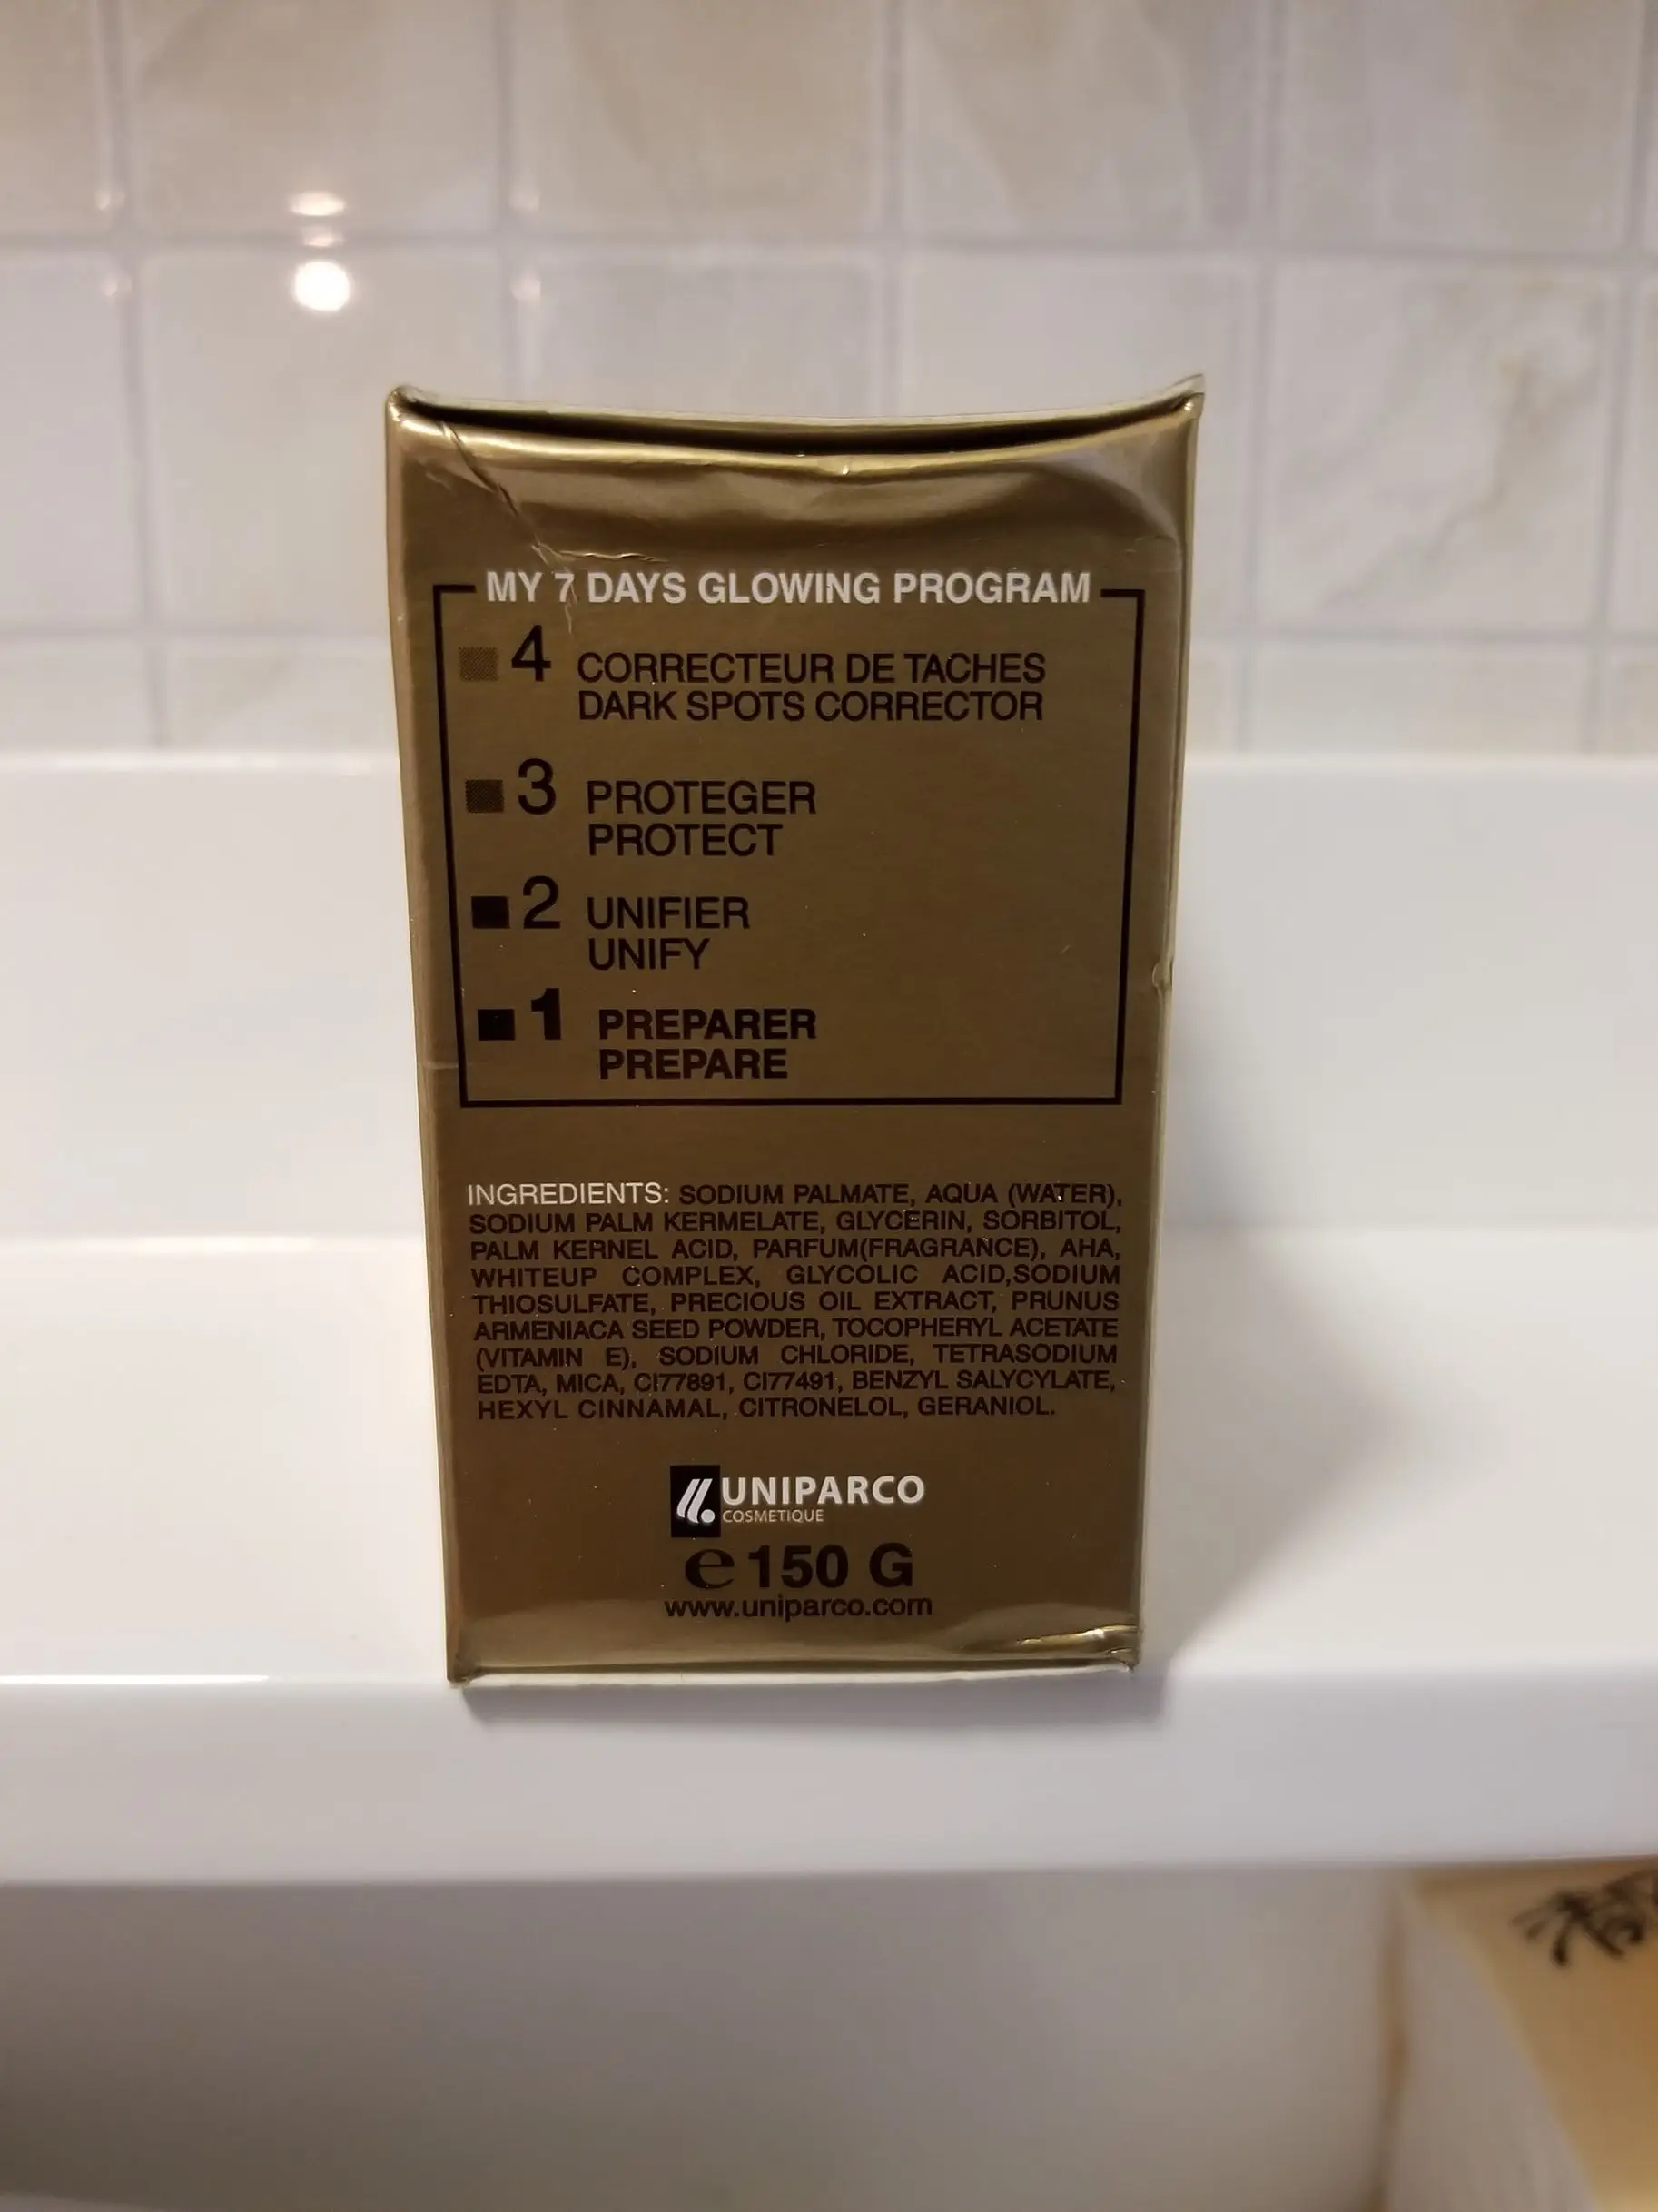 MY 7 DAYS GLOWING PROGRAM
4 CORRECTEUR DE TACHES
DARK SPOTS CORRECTOR
3 PROTEGER
PROTECT
2 UNIFIER
UNIFY
1 PREPARER
PREPARE
INGREDIENTS: SODIUM PALMATE, AQUA (WATER),
SODIUM PALM KERMELATE, GLYCERIN, SORBITOL,
PALM KERNEL ACID, PARFUM(FRAGRANCE), AHA,
WHITEUP COMPLEX, GLYCOLIC ACID,SODIUM
THIOSULFATE, PRECIOUS OIL EXTRACT, PRUNUS
ARMENIACA SEED POWDER, TOCOPHERYL ACETATE
(VITAMIN E), SODIUM CHLORIDE, TETRASODIUM
EDTA, MICA, CI77891, CI77491, BENZYL SALYCYLATE,
HEXYL CINNAMAL, CITRONELOL, GERANIOL.
UNIPARCO
COSMETIQUE
e 150 G
www.uniparco.com